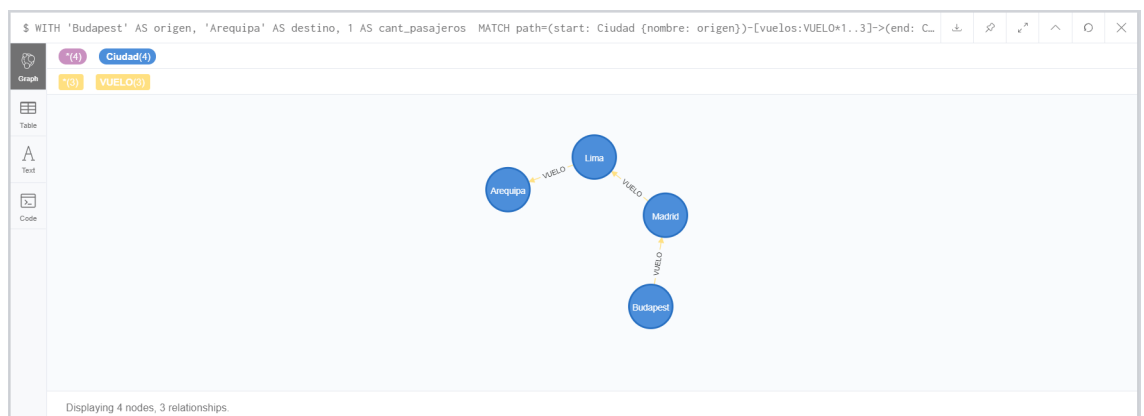 $ WITH 'Budapest' AS origen, 'Arequipa' AS destino, 1 AS cant_pasajeros MATCH path=(start: Ciudad {nombre: origen})-[vuelos:VUELO*1..3]->(end: C…
*(4) Ciudad(4)
*(3) VUELO(3)
Graph
Table
Text
Code
Lima
VUELO
Arequipa
VUELO
Madrid
VUELO
Budapest
Displaying 4 nodes, 3 relationships.